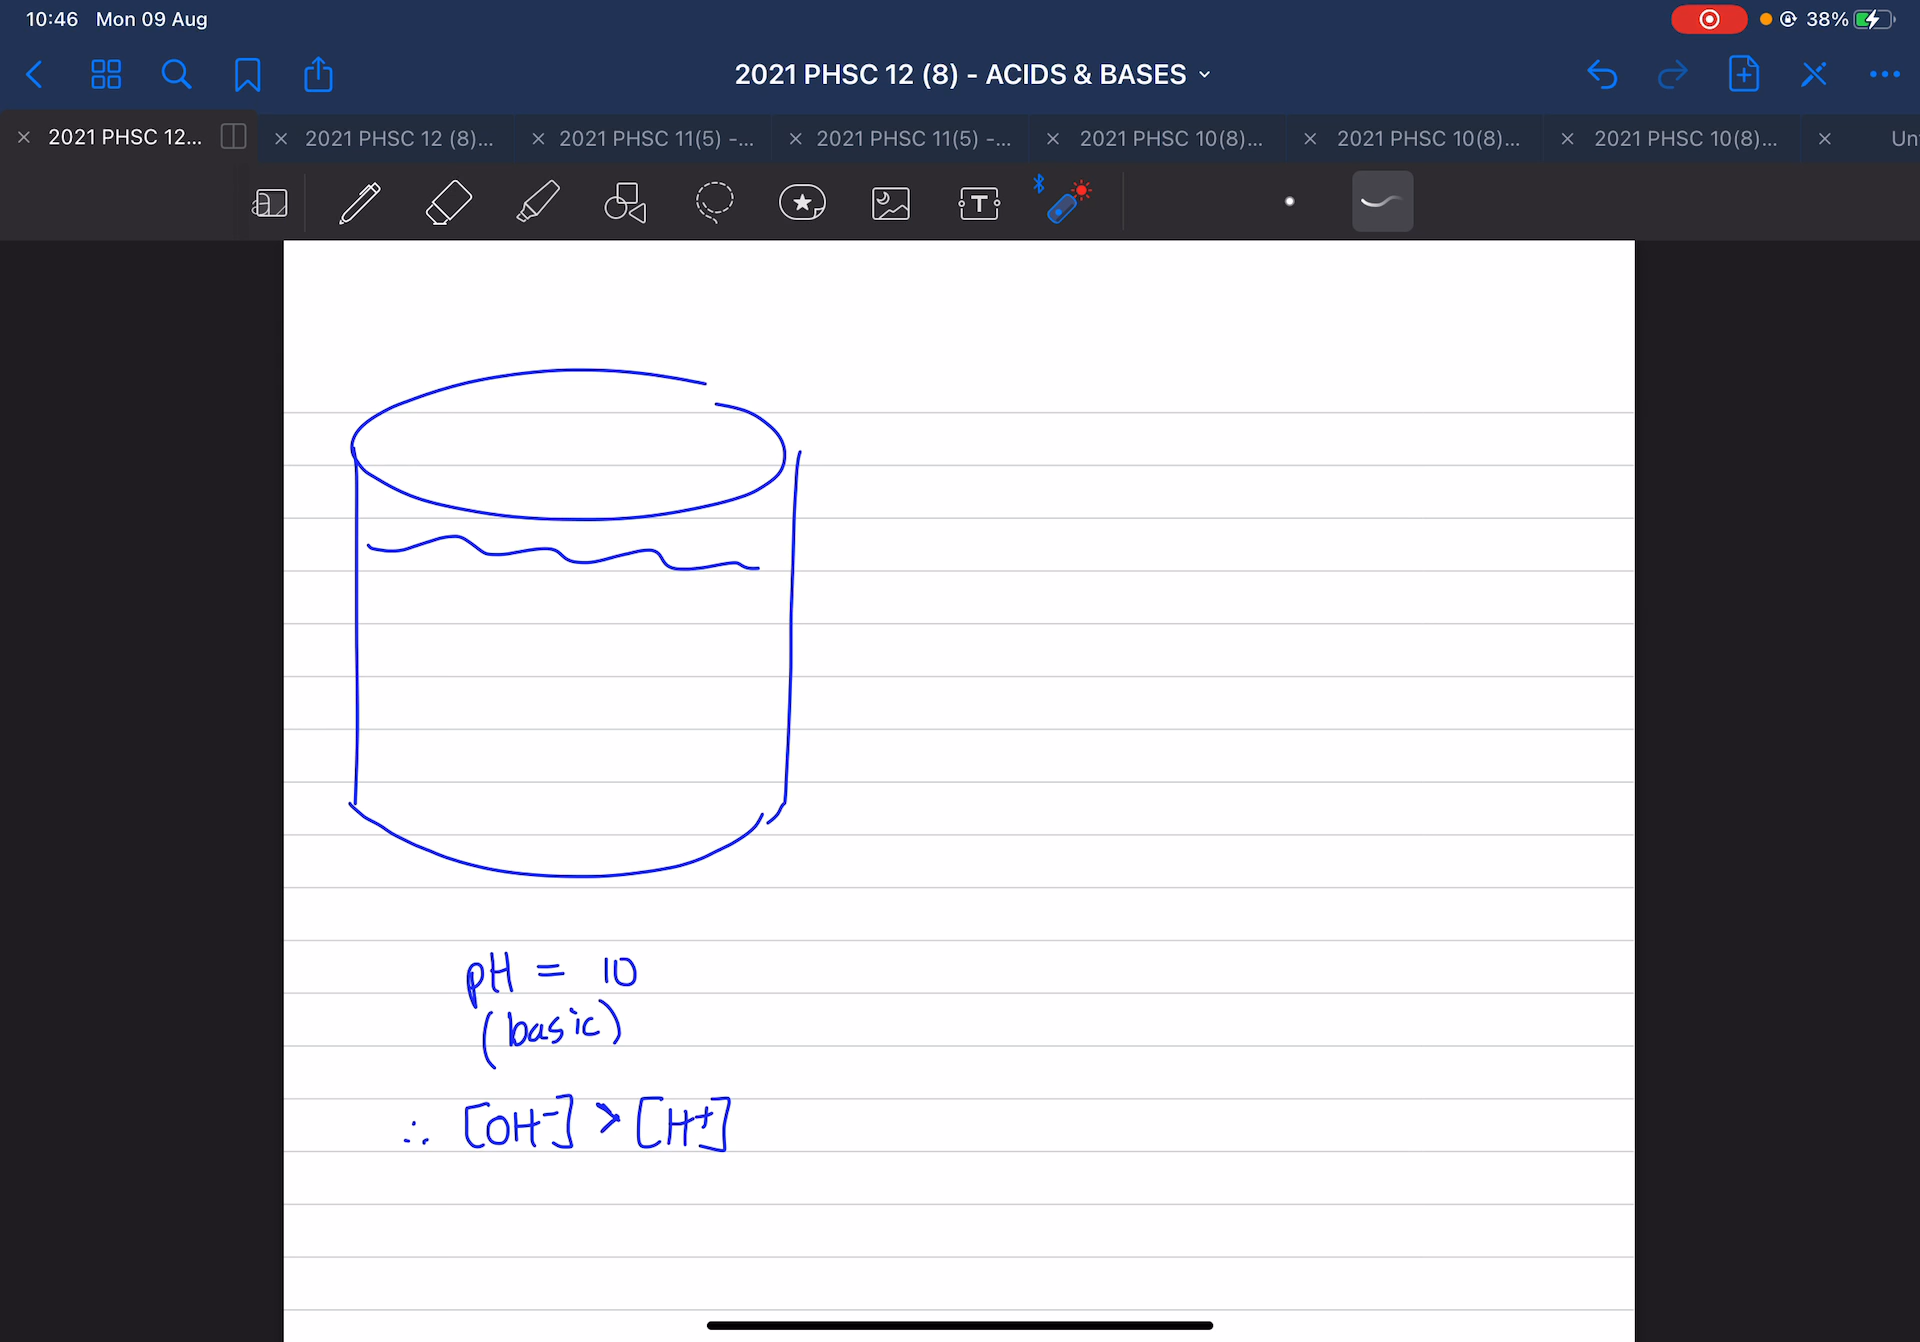 10:46 Mon 09 Aug
38%
2021 PHSC 12 (8) - ACIDS & BASES
2021 PHSC 12...
2021 PHSC 12 (8)...
2021 PHSC 11(5) -...
2021 PHSC 11(5) -...
2021 PHSC 10(8)...
2021 PHSC 10(8)...
2021 PHSC 10(8)...
Un
T
pH = 10
(basic)
∴ [OH⁻] > [H⁺]